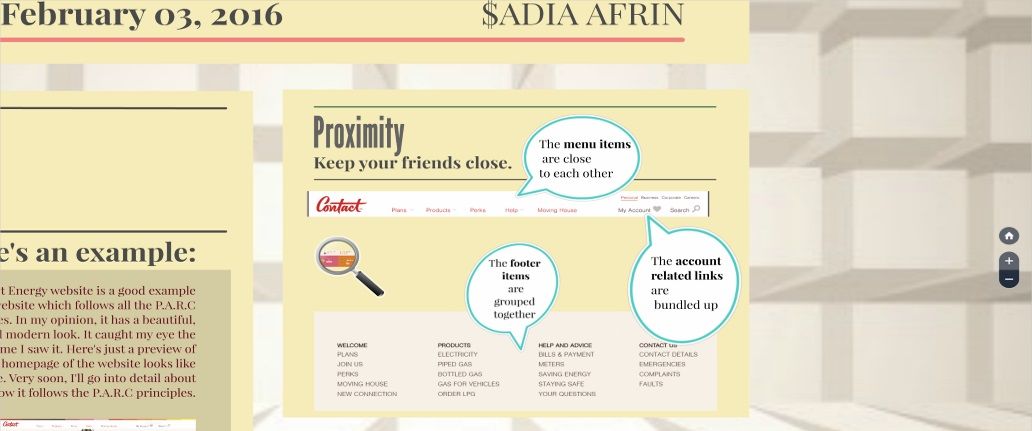 February 03, 2016
$ADIA AFRIN
e's an example:
t Energy website is a good example
ebsite which follows all the P.A.R.C
es. In my opinion, it has a beautiful,
l modern look. It caught my eye the
me I saw it. Here's just a preview of
homepage of the website looks like
e. Very soon, I'll go into detail about
ow it follows the P.A.R.C principles.
Proximity
Keep your friends close.
The menu items
are close
to each other
Personal Business Corporate Careers
Contact Plans Products Perks Help Moving House My Account Search
The footer
items
are
grouped
together
The account
related links
are
bundled up
WELCOME
PLANS
JOIN US
PERKS
MOVING HOUSE
NEW CONNECTION
PRODUCTS
ELECTRICITY
PIPED GAS
BOTTLED GAS
GAS FOR VEHICLES
ORDER LPG
HELP AND ADVICE
BILLS & PAYMENT
METERS
SAVING ENERGY
STAYING SAFE
YOUR QUESTIONS
CONTACT US
CONTACT DETAILS
EMERGENCIES
COMPLAINTS
FAULTS